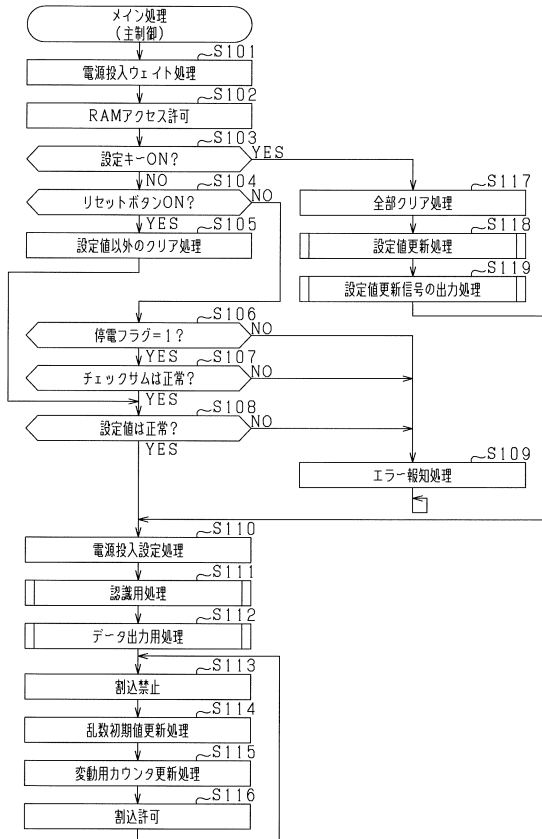 メイン処理
(主制御)
S101
電源投入ウェイト処理
S102
RAMアクセス許可
S103
設定キーON?
YES
NO
S104
リセットボタンON?
NO
YES
S105
設定値以外のクリア処理
S117
全部クリア処理
S118
設定値更新処理
S119
設定値更新信号の出力処理
S106
停電フラグ=1?
NO
YES
S107
チェックサムは正常?
NO
YES
S108
設定値は正常?
NO
YES
S109
エラー報知処理
S110
電源投入設定処理
S111
認識用処理
S112
データ出力用処理
S113
割込禁止
S114
乱数初期値更新処理
S115
変動用カウンタ更新処理
S116
割込許可